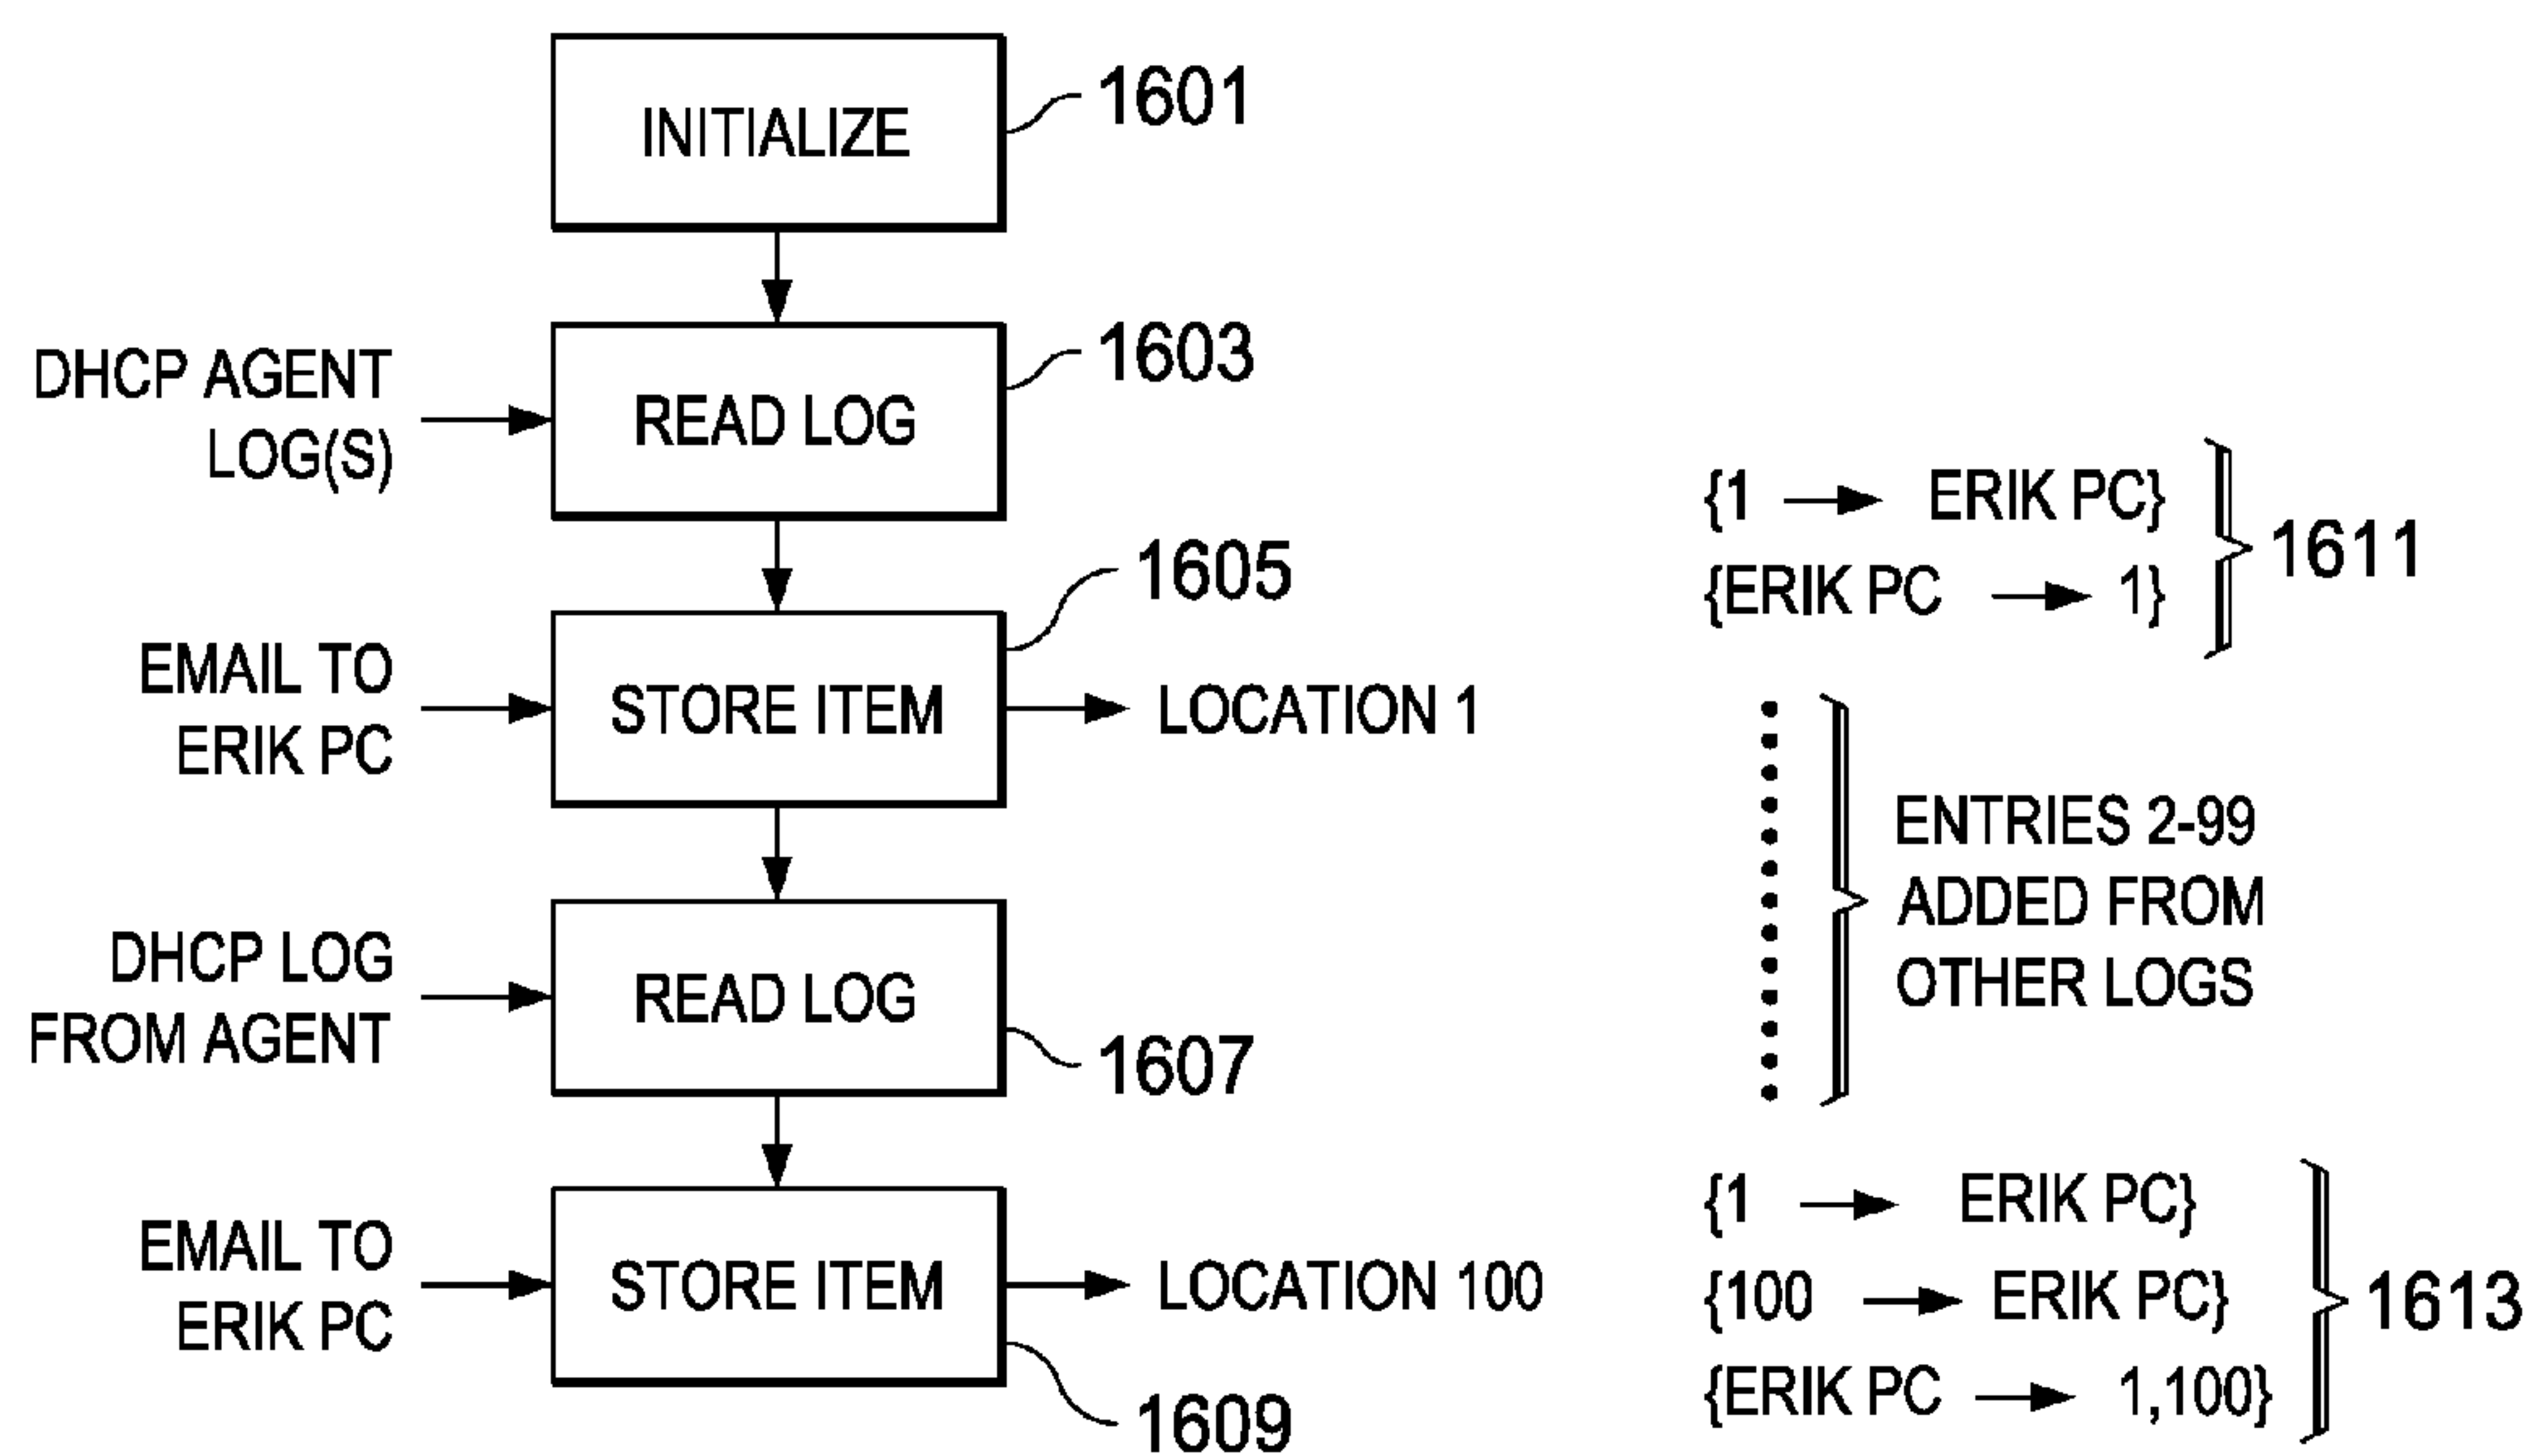 INITIALIZE
1601
DHCP AGENT
LOG(S)
READ LOG
1603
EMAIL TO
ERIK PC
STORE ITEM
1605
LOCATION 1
DHCP LOG
FROM AGENT
READ LOG
1607
EMAIL TO
ERIK PC
STORE ITEM
1609
LOCATION 100
{1 → ERIK PC}
{ERIK PC → 1}
1611
ENTRIES 2-99
ADDED FROM
OTHER LOGS
{1 → ERIK PC}
{100 → ERIK PC}
{ERIK PC → 1,100}
1613